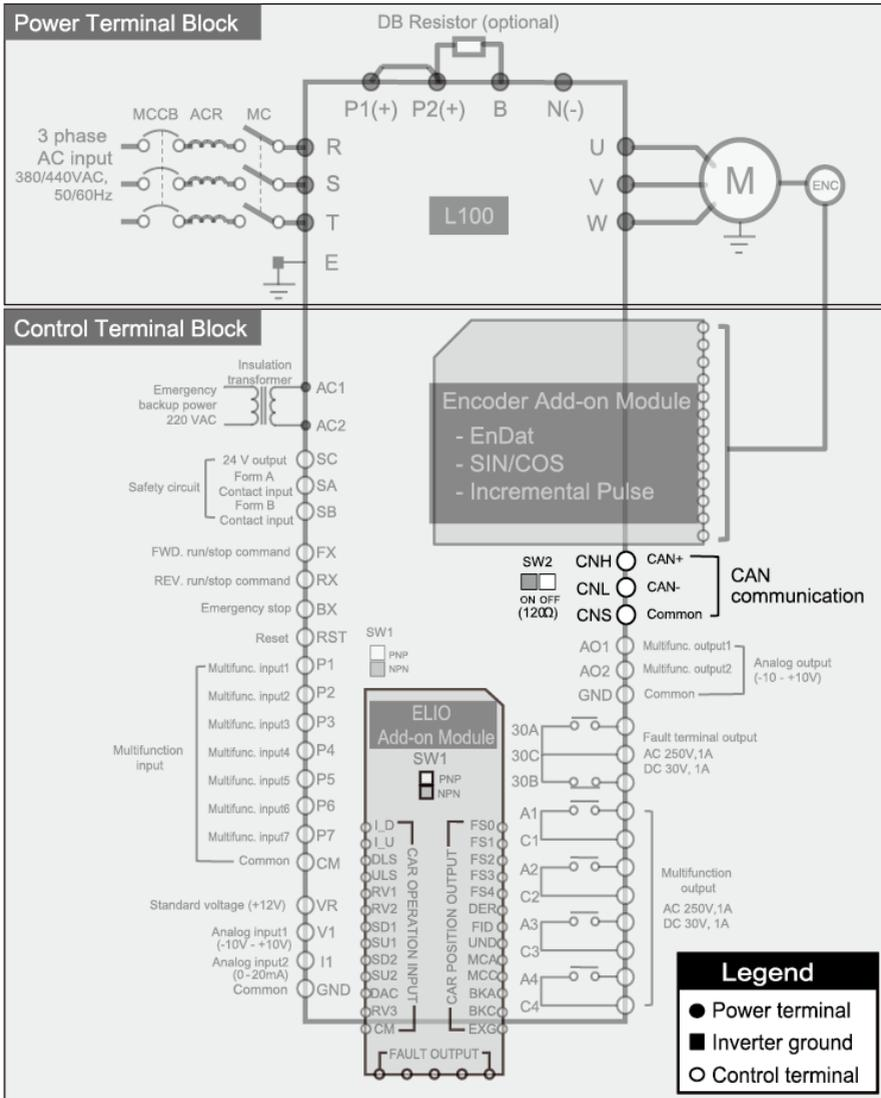 Power Terminal Block
DB Resistor (optional)
P1(+) P2(+) B N(-)
MCCB ACR MC
3 phase
AC input
380/440VAC,
50/60Hz
R
S
T
E
L100
U
V
W
M
ENC
Control Terminal Block
Insulation
transformer
Emergency
backup power
220 VAC
AC1
AC2
Safety circuit
24 V output SC
Form A
Contact input SA
Form B
Contact input SB
FWD. run/stop command FX
REV. run/stop command RX
Emergency stop BX
Reset RST
SW1
PNP
NPN
Multifunction
input
Multifunc. input1 P1
Multifunc. input2 P2
Multifunc. input3 P3
Multifunc. input4 P4
Multifunc. input5 P5
Multifunc. input6 P6
Multifunc. input7 P7
Common CM
Standard voltage (+12V) VR
Analog input1
(-10V - +10V) V1
Analog input2
(0-20mA) I1
Common GND
Encoder Add-on Module
- EnDat
- SIN/COS
- Incremental Pulse
SW2
ON OFF
(120Ω)
CNH CAN+
CNL CAN-
CNS Common
CAN
communication
AO1 Multifunc. output1
AO2 Multifunc. output2
GND Common
Analog output
(-10 - +10V)
30A
30C
30B
Fault terminal output
AC 250V,1A
DC 30V, 1A
A1
C1
A2
C2
A3
C3
A4
C4
Multifunction
output
AC 250V,1A
DC 30V, 1A
ELIO
Add-on Module
SW1
PNP
NPN
I_D
I_U
DLS
ULS
RV1
RV2
SD1
SU1
SD2
SU2
DAC
RV3
CM
CAR OPERATION INPUT
CAR POSITION OUTPUT
FS0
FS1
FS2
FS3
FS4
DER
FID
UND
MCA
MCC
BKA
BKC
EXG
FAULT OUTPUT
Legend
Power terminal
Inverter ground
Control terminal